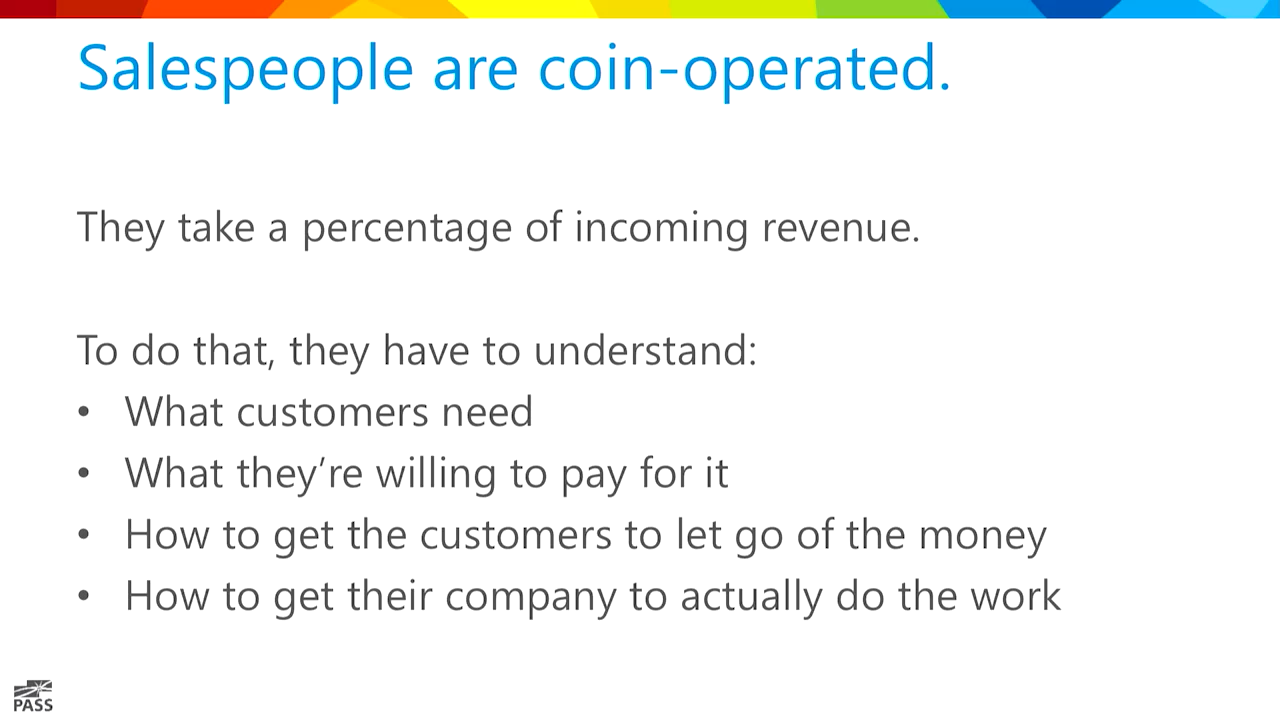 Salespeople are coin-operated.
They take a percentage of incoming revenue.
To do that, they have to understand:
• What customers need
• What they’re willing to pay for it
• How to get the customers to let go of the money
• How to get their company to actually do the work
PASS